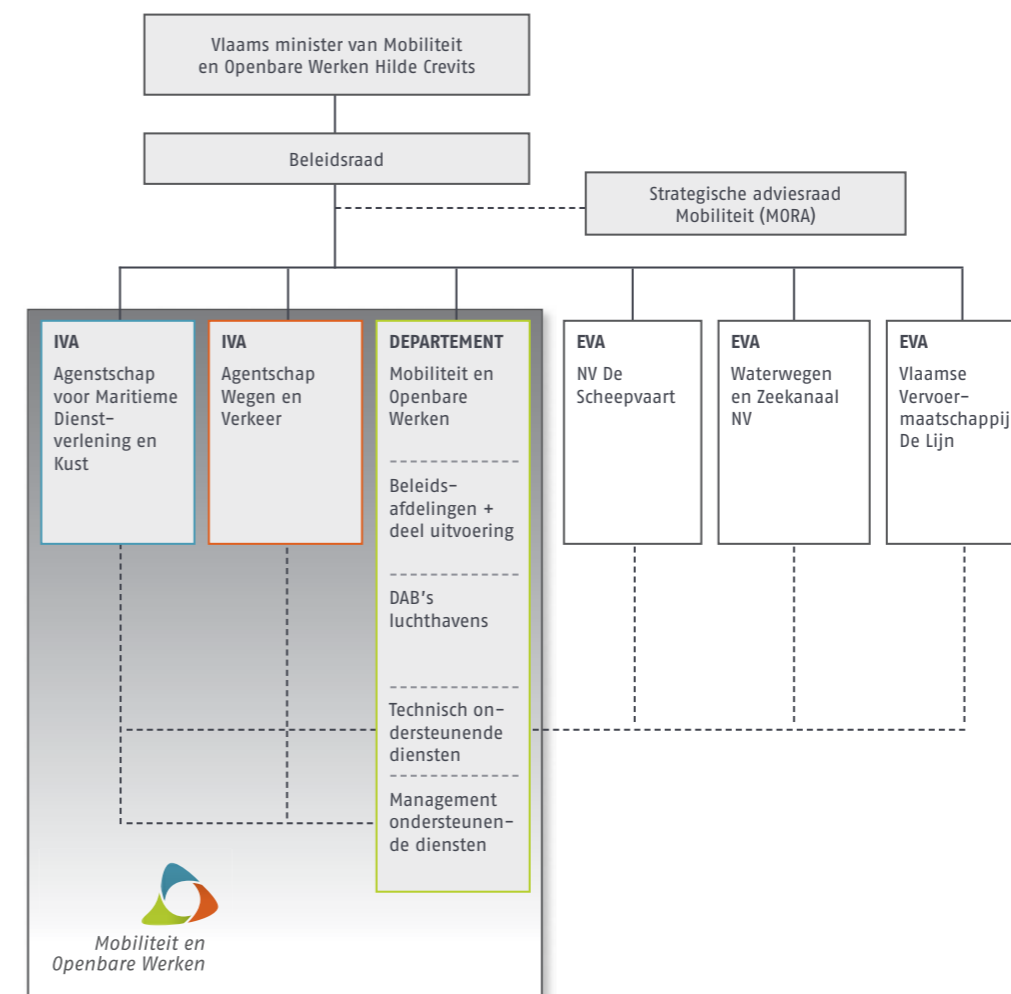 Vlaams minister van Mobiliteit
en Openbare Werken Hilde Crevits
Beleidsraad
Strategische adviesraad
Mobiliteit (MORA)
IVA
Agenstschap
voor Maritieme
Dienst-
verlening en
Kust
IVA
Agentschap
Wegen en
Verkeer
DEPARTEMENT
Mobiliteit en
Openbare
Werken
Beleids-
afdelingen +
deel uitvoering
DAB's
luchthavens
Technisch on-
dersteunende
diensten
Management
ondersteunen-
de diensten
EVA
NV De
Scheepvaart
EVA
Waterwegen
en Zeekanaal
NV
EVA
Vlaamse
Vervoer-
maatschappij
De Lijn
Mobiliteit en
Openbare Werken